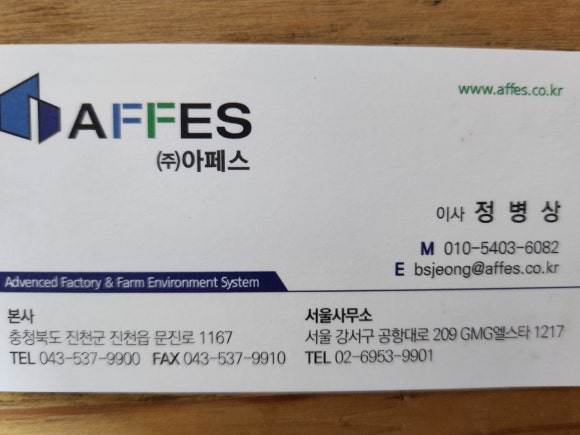 www.affes.co.kr
AFFES
㈜아페스
이사 정 병 상
M 010-5403-6082
E bsjeong@affes.co.kr
Advenced Factory & Farm Environment System
본사
충청북도 진천군 진천읍 문진로 1167
TEL 043-537-9900 FAX 043-537-9910
서울사무소
서울 강서구 공항대로 209 GMG엘스타 1217
TEL 02-6953-9901